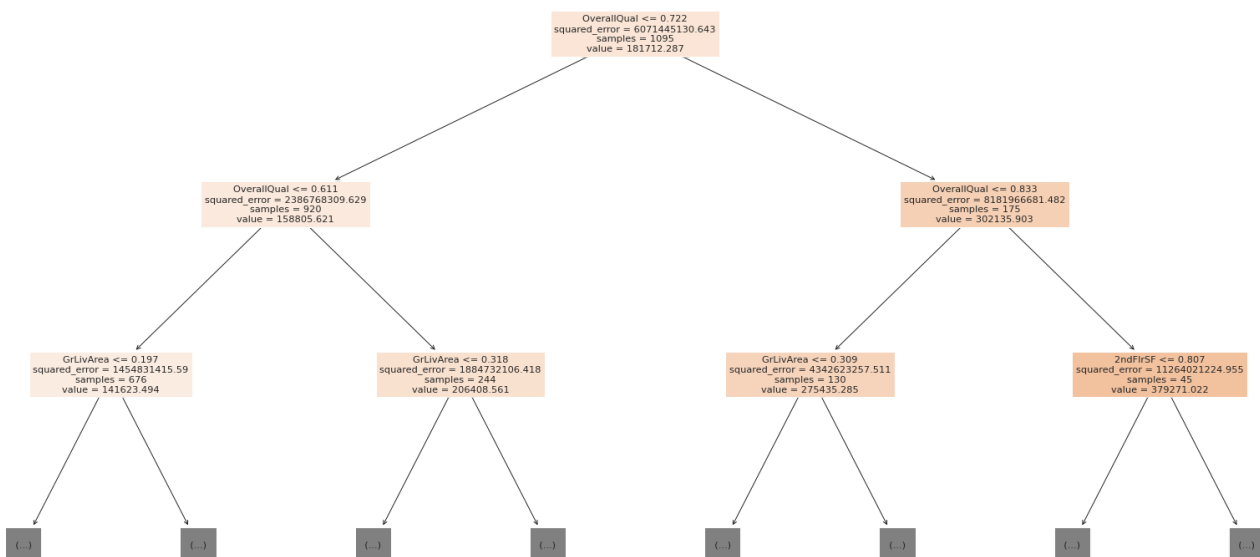 OverallQual <= 0.722
squared_error = 6071445130.643
samples = 1095
value = 181712.287
OverallQual <= 0.611
squared_error = 2386768309.629
samples = 920
value = 158805.621
OverallQual <= 0.833
squared_error = 8181966681.482
samples = 175
value = 302135.903
GrLivArea <= 0.197
squared_error = 1454831415.59
samples = 676
value = 141623.494
GrLivArea <= 0.318
squared_error = 1884732106.418
samples = 244
value = 206408.561
GrLivArea <= 0.309
squared_error = 4342623257.511
samples = 130
value = 275435.285
2ndFlrSF <= 0.807
squared_error = 11264021224.955
samples = 45
value = 379271.022
(...)
(...)
(...)
(...)
(...)
(...)
(...)
(...)